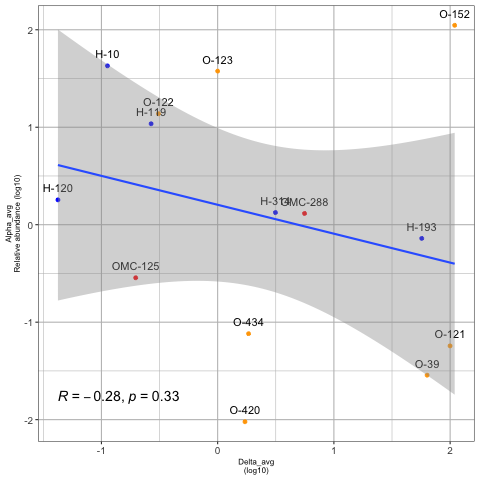 O-152
H-10
O-123
O-122
H-119
H-120
H-314
OMC-288
H-193
OMC-125
O-434
O-121
O-39
R = −0.28, p = 0.33
O-420
2
1
0
-1
-2
-1
0
1
2
Alpha_avg
Relative abundance (log10)
Delta_avg
(log10)